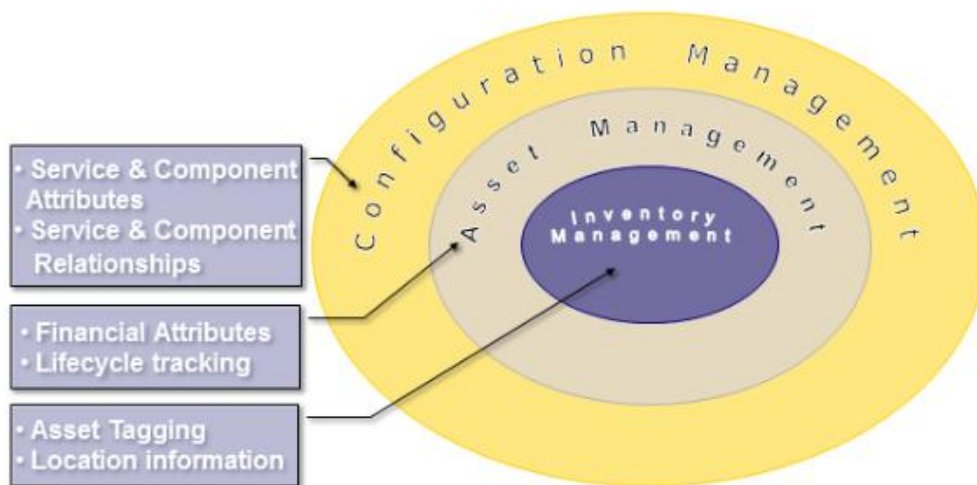 Configuration Management
Asset Management
Inventory
Management
• Service & Component
Attributes
• Service & Component
Relationships
• Financial Attributes
• Lifecycle tracking
• Asset Tagging
• Location information